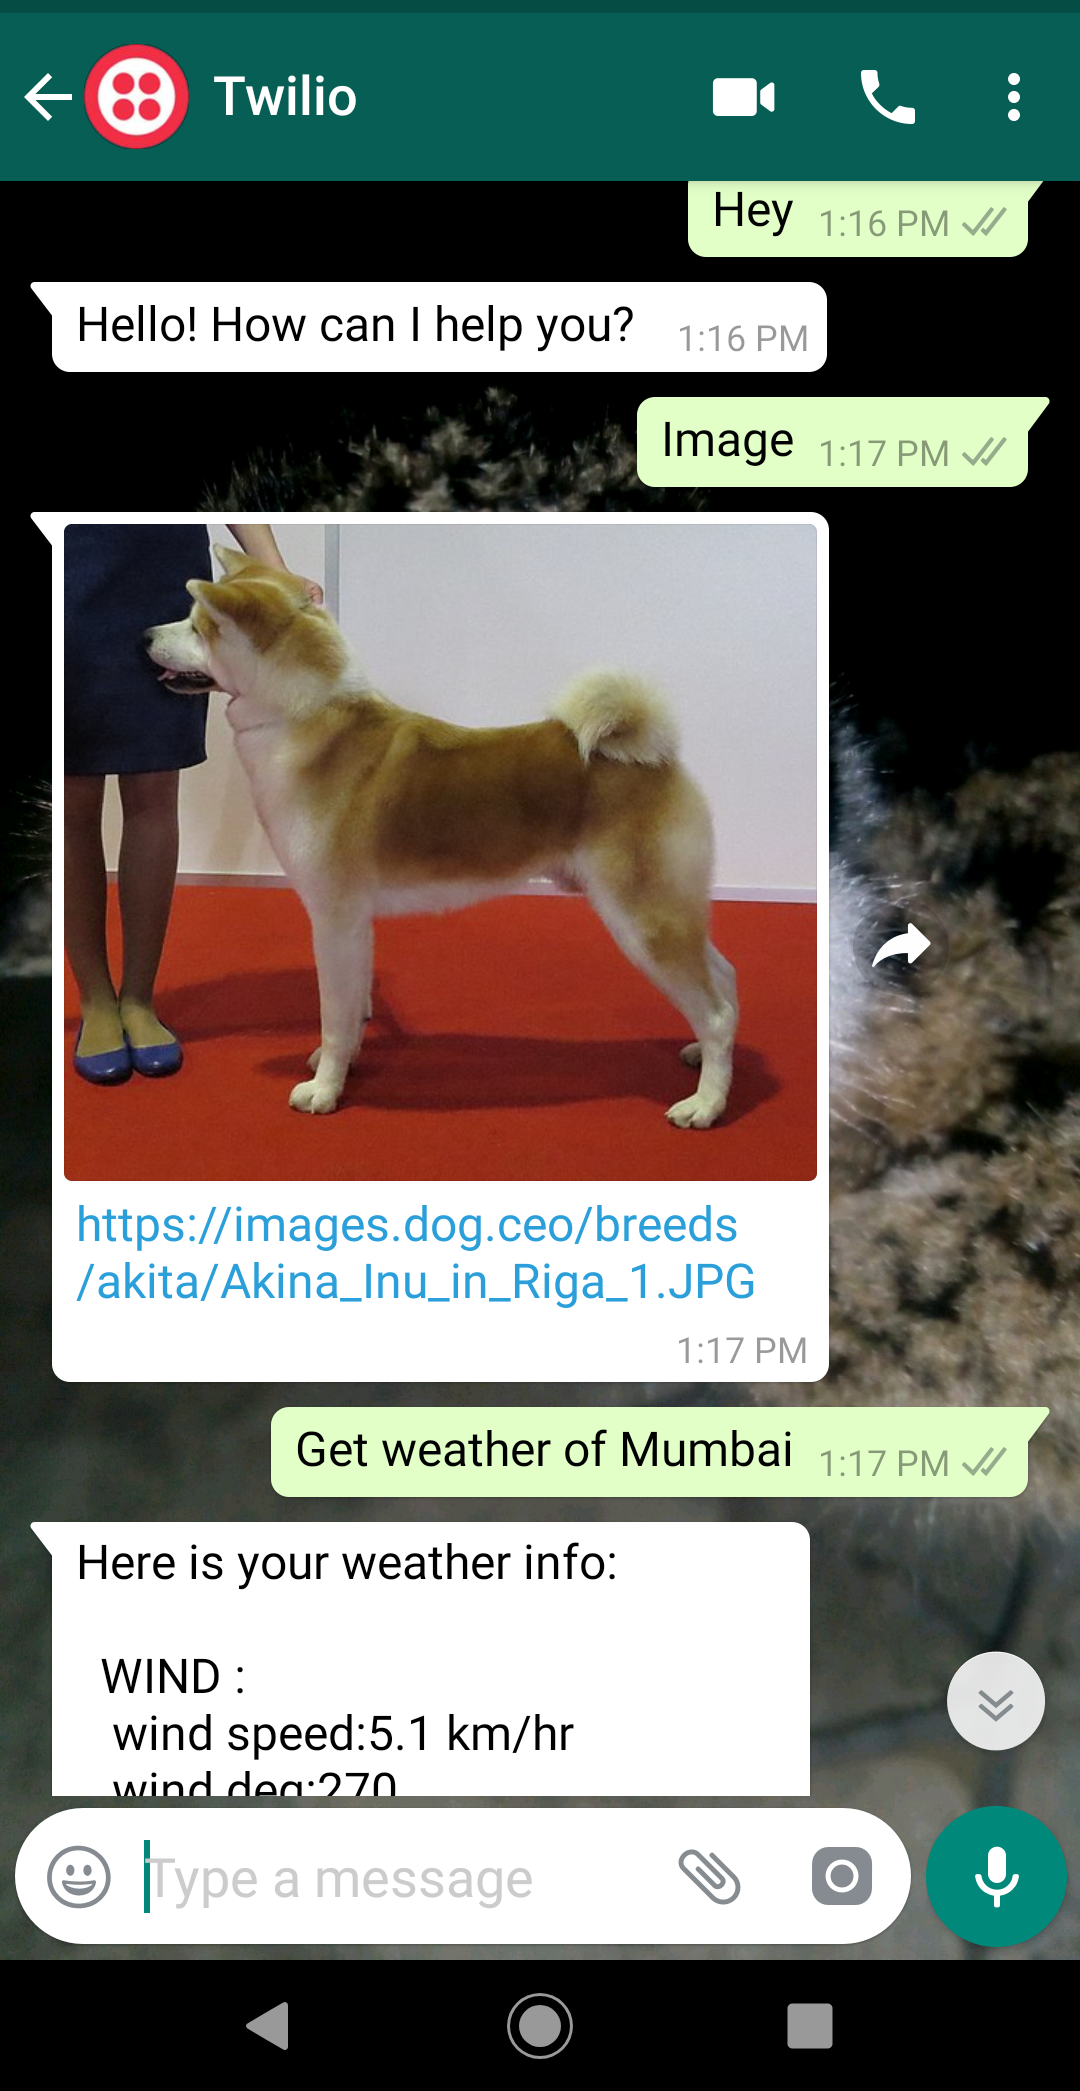 Twilio
Hey 1:16 PM
Hello! How can I help you? 1:16 PM
Image 1:17 PM
https://images.dog.ceo/breeds
/akita/Akina_Inu_in_Riga_1.JPG
1:17 PM
Get weather of Mumbai 1:17 PM
Here is your weather info:
WIND :
wind speed:5.1 km/hr
wind deg:270
Type a message